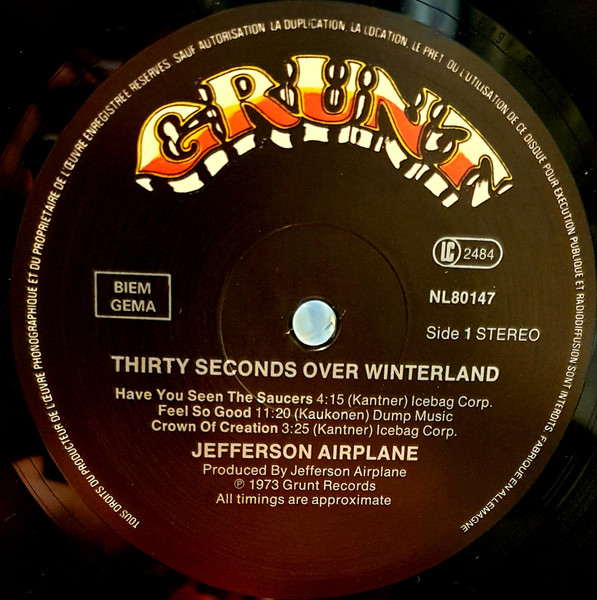 TOUS DROITS DU PRODUCTEUR DE L'ŒUVRE PHONOGRAPHIQUE ET DU PROPRIETAIRE DE L'ŒUVRE ENREGISTREE RESERVES. SAUF AUTORISATION LA DUPLICATION, LA LOCATION, LE PRET OU L'UTILISATION DE CE DISQUE POUR EXECUTION PUBLIQUE ET RADIODIFFUSION SONT INTERDITS. FABRIQUE EN ALLEMAGNE
GRUNT
LC 2484
BIEM
GEMA
NL80147
Side 1 STEREO
THIRTY SECONDS OVER WINTERLAND
Have You Seen The Saucers 4:15 (Kantner) Icebag Corp.
Feel So Good 11:20 (Kaukonen) Dump Music
Crown Of Creation 3:25 (Kantner) Icebag Corp.
JEFFERSON AIRPLANE
Produced By Jefferson Airplane
℗ 1973 Grunt Records
All timings are approximate